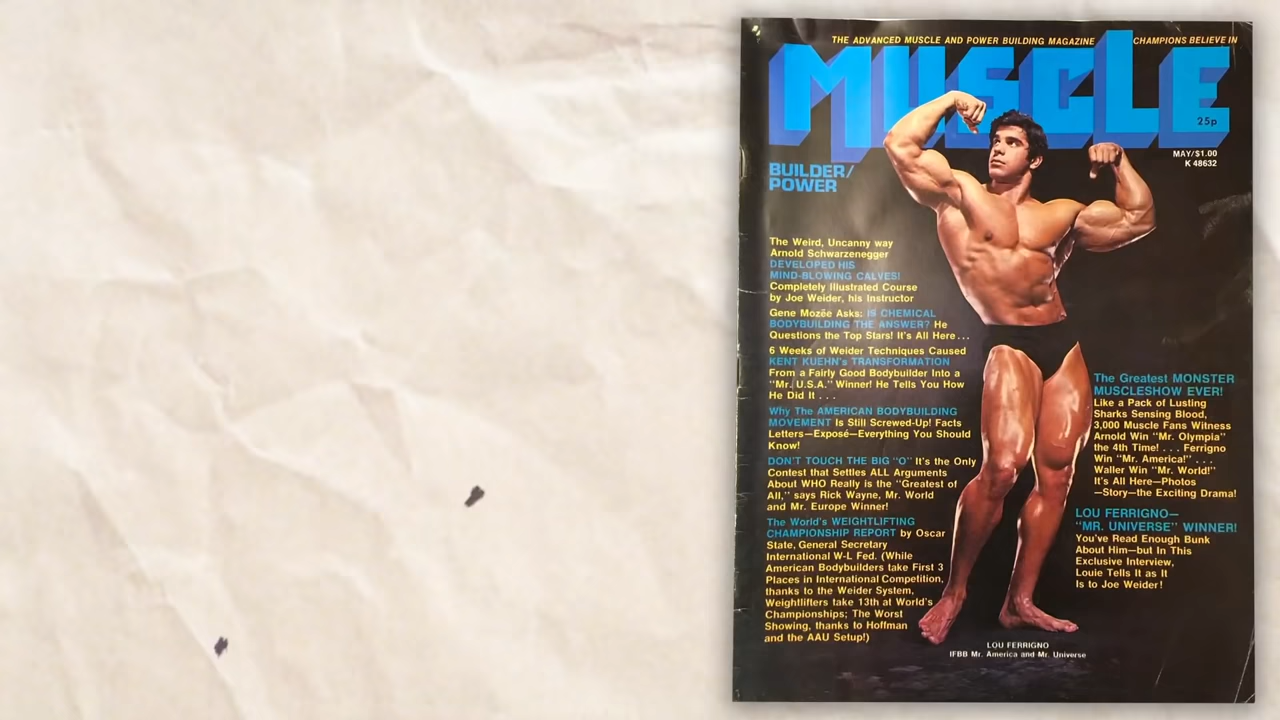 THE ADVANCED MUSCLE AND POWER BUILDING MAGAZINE CHAMPIONS BELIEVE IN
MUSCLE
25p
MAY/$1.00
K 48632
BUILDER/
POWER
The Weird, Uncanny way
Arnold Schwarzenegger
DEVELOPED HIS
MIND-BLOWING CALVES!
Completely Illustrated Course
by Joe Weider, his Instructor
Gene Mozēe Asks: IS CHEMICAL
BODYBUILDING THE ANSWER? He
Questions the Top Stars! It's All Here...
6 Weeks of Weider Techniques Caused
KENT KUEHN'S TRANSFORMATION
From a Fairly Good Bodybuilder Into a
"Mr. U.S.A." Winner! He Tells You How
He Did It . . .
Why The AMERICAN BODYBUILDING
MOVEMENT Is Still Screwed-Up! Facts
Letters—Exposé—Everything You Should
Know!
DON'T TOUCH THE BIG "O" It's the Only
Contest that Settles ALL Arguments
About WHO Really is the "Greatest of
All," says Rick Wayne, Mr. World
and Mr. Europe Winner!
The World's WEIGHTLIFTING
CHAMPIONSHIP REPORT by Oscar
State, General Secretary
International W-L Fed. (While
American Bodybuilders take First 3
Places in International Competition,
thanks to the Weider System,
Weightlifters take 13th at World's
Championships; The Worst
Showing, thanks to Hoffman
and the AAU Setup!)
The Greatest MONSTER
MUSCLESHOW EVER!
Like a Pack of Lusting
Sharks Sensing Blood,
3,000 Muscle Fans Witness
Arnold Win "Mr. Olympia"
the 4th Time! . . . Ferrigno
Win "Mr. America!" . . .
Waller Win "Mr. World!"
It's All Here—Photos
—Story—the Exciting Drama!
LOU FERRIGNO—
"MR. UNIVERSE" WINNER!
You've Read Enough Bunk
About Him—but In This
Exclusive Interview,
Louie Tells It as It
Is to Joe Weider!
LOU FERRIGNO
IFBB Mr. America and Mr. Universe